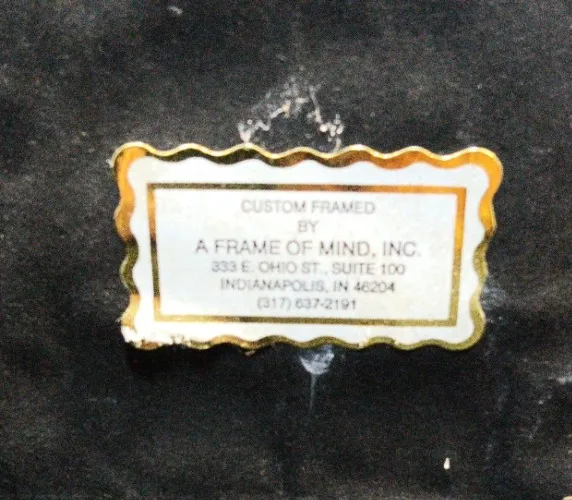 CUSTOM FRAMED
BY
A FRAME OF MIND, INC.
333 E. OHIO ST., SUITE 100
INDIANAPOLIS, IN 46204
(317) 637-2191